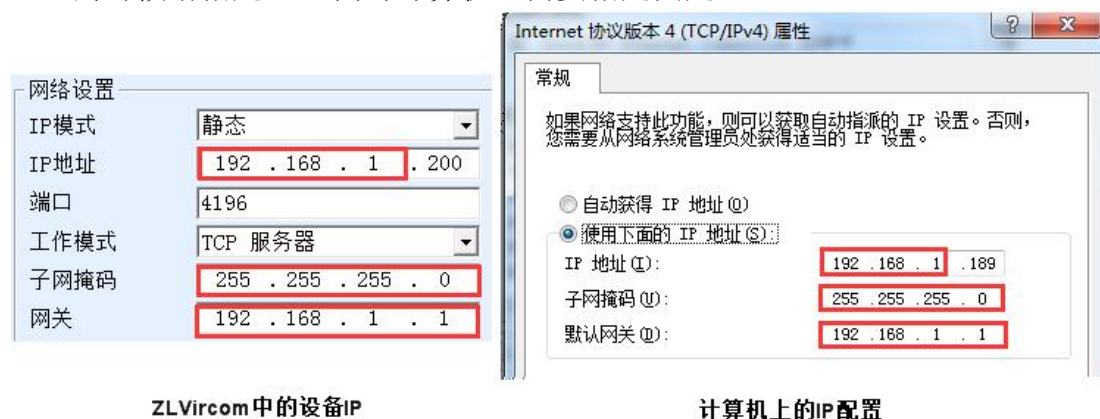 网络设置
IP模式 静态
IP地址 192 . 168 . 1 . 200
端口 4196
工作模式 TCP 服务器
子网掩码 255 . 255 . 255 . 0
网关 192 . 168 . 1 . 1
ZLVircom中的设备IP
Internet 协议版本 4 (TCP/IPv4) 属性
常规
如果网络支持此功能，则可以获取自动指派的 IP 设置。否则，
您需要从网络系统管理员处获得适当的 IP 设置。
自动获得 IP 地址(O)
使用下面的 IP 地址(S):
IP 地址(I): 192 .168 . 1 .189
子网掩码(U): 255 .255 .255 . 0
默认网关(D): 192 .168 . 1 . 1
计算机上的IP配置